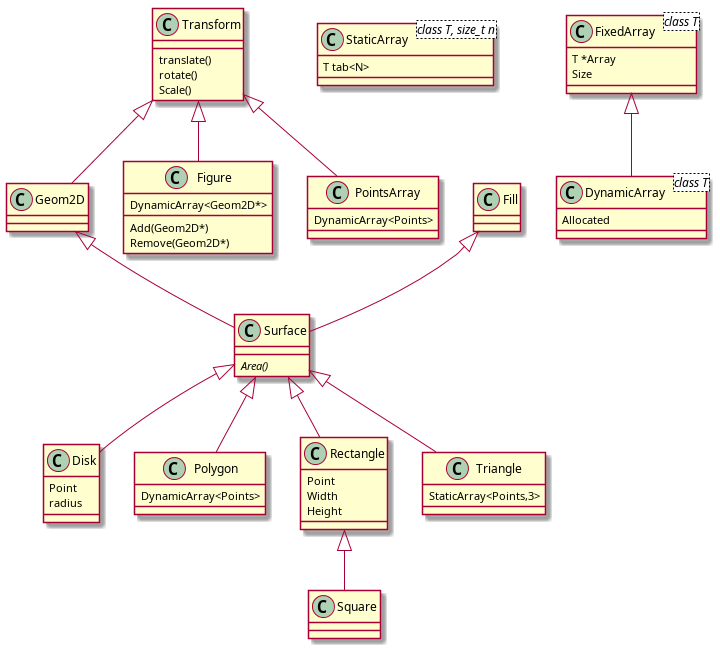 C Transform
translate()
rotate()
Scale()
C StaticArray
class T, size_t n
T tab<N>
C FixedArray
class T
T *Array
Size
C Geom2D
C Figure
DynamicArray<Geom2D*>
Add(Geom2D*)
Remove(Geom2D*)
C PointsArray
DynamicArray<Points>
C Fill
C DynamicArray
class T
Allocated
C Surface
Area()
C Disk
Point
radius
C Polygon
DynamicArray<Points>
C Rectangle
Point
Width
Height
C Triangle
StaticArray<Points,3>
C Square